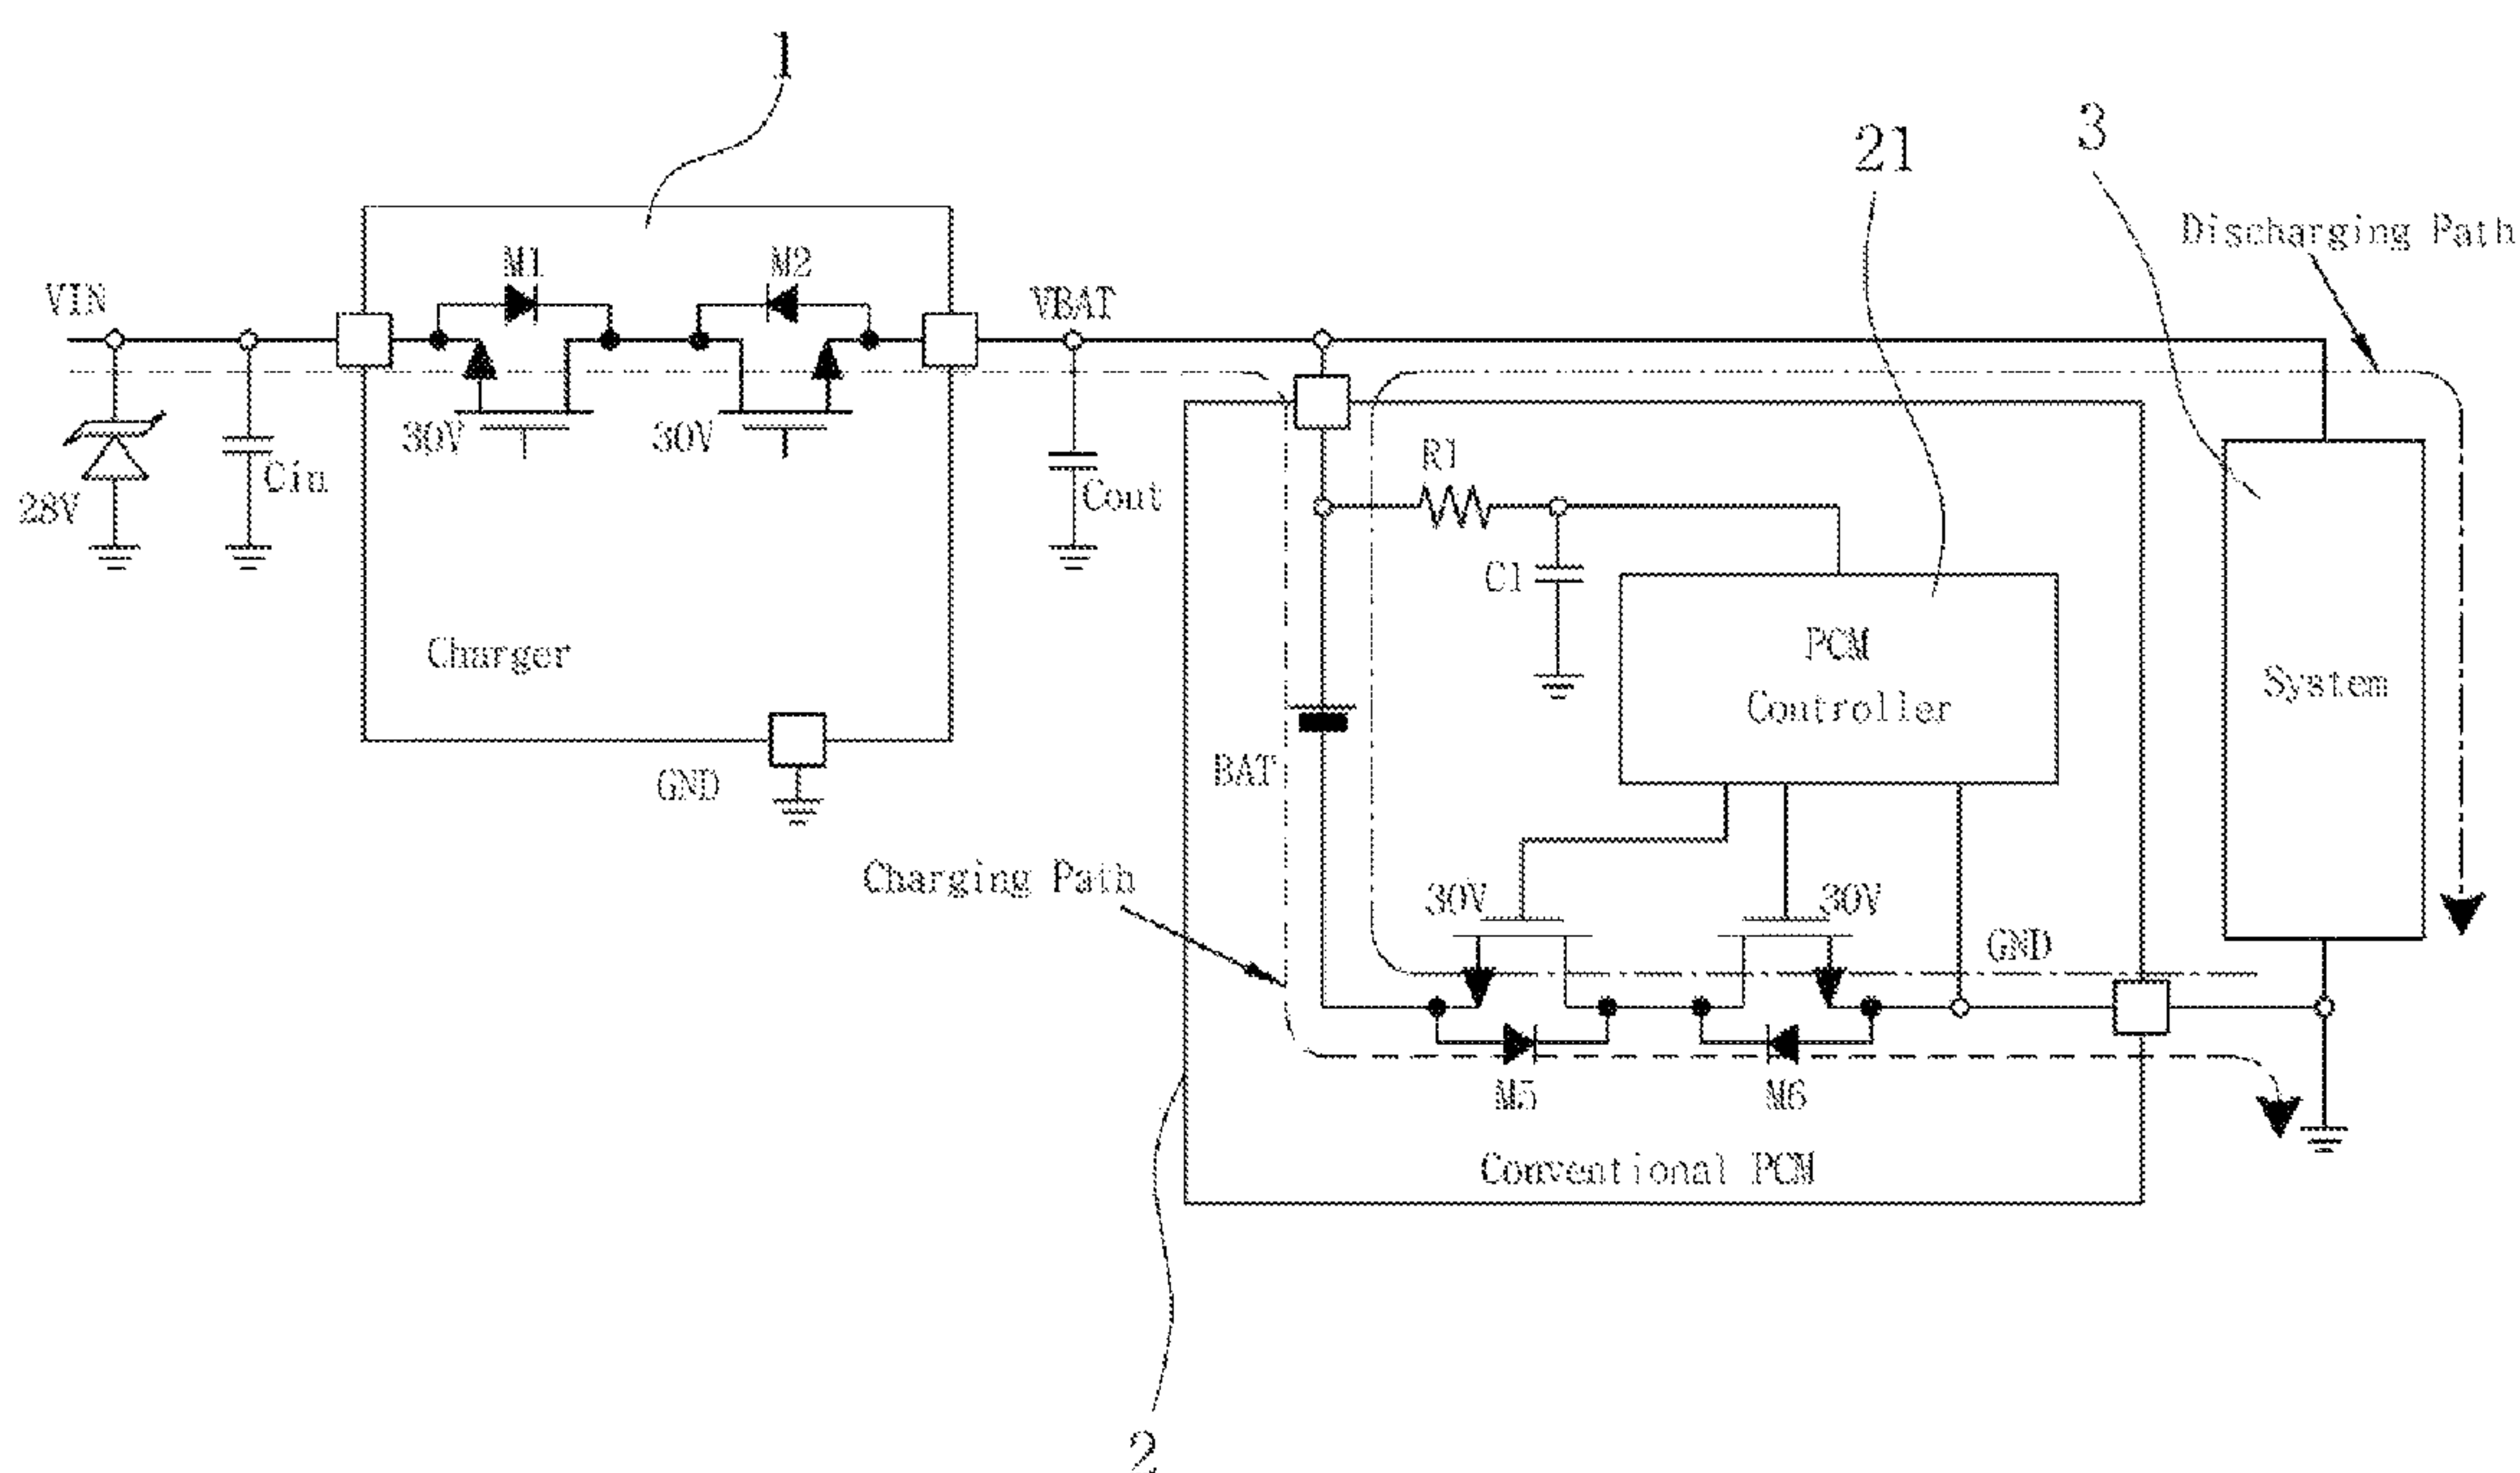 1
21
3
Discharging Path
M1
M2
VIN
VBAT
30V
30V
Cin
28V
Cout
R1
C1
Charger
PCM
Controller
System
BAT
GND
Charging Path
30V
30V
GND
M5
M6
Conventional PCM
2